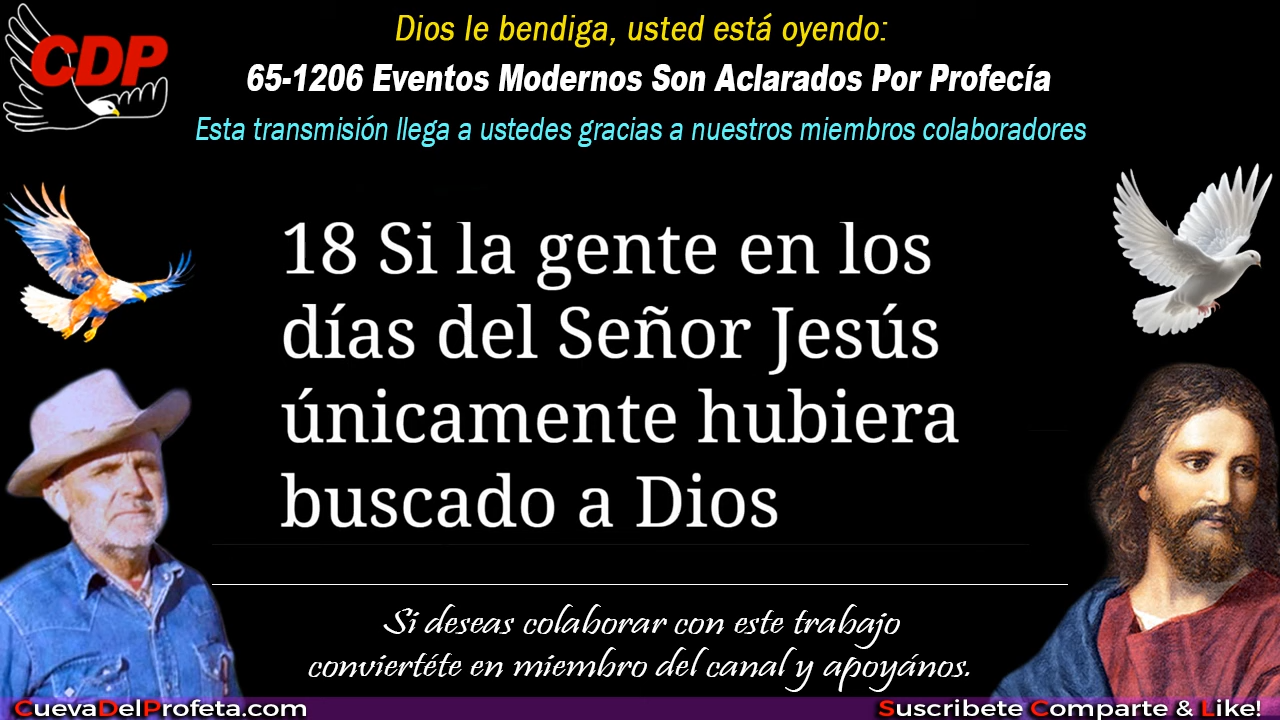 CDP
Dios le bendiga, usted está oyendo:
65-1206 Eventos Modernos Son Aclarados Por Profecía
Esta transmisión llega a ustedes gracias a nuestros miembros colaboradores
18 Si la gente en los
días del Señor Jesús
únicamente hubiera
buscado a Dios
Si deseas colaborar con este trabajo
conviertéte en miembro del canal y apoyános.
CuevaDelProfeta.com
Suscribete Comparte & Like!